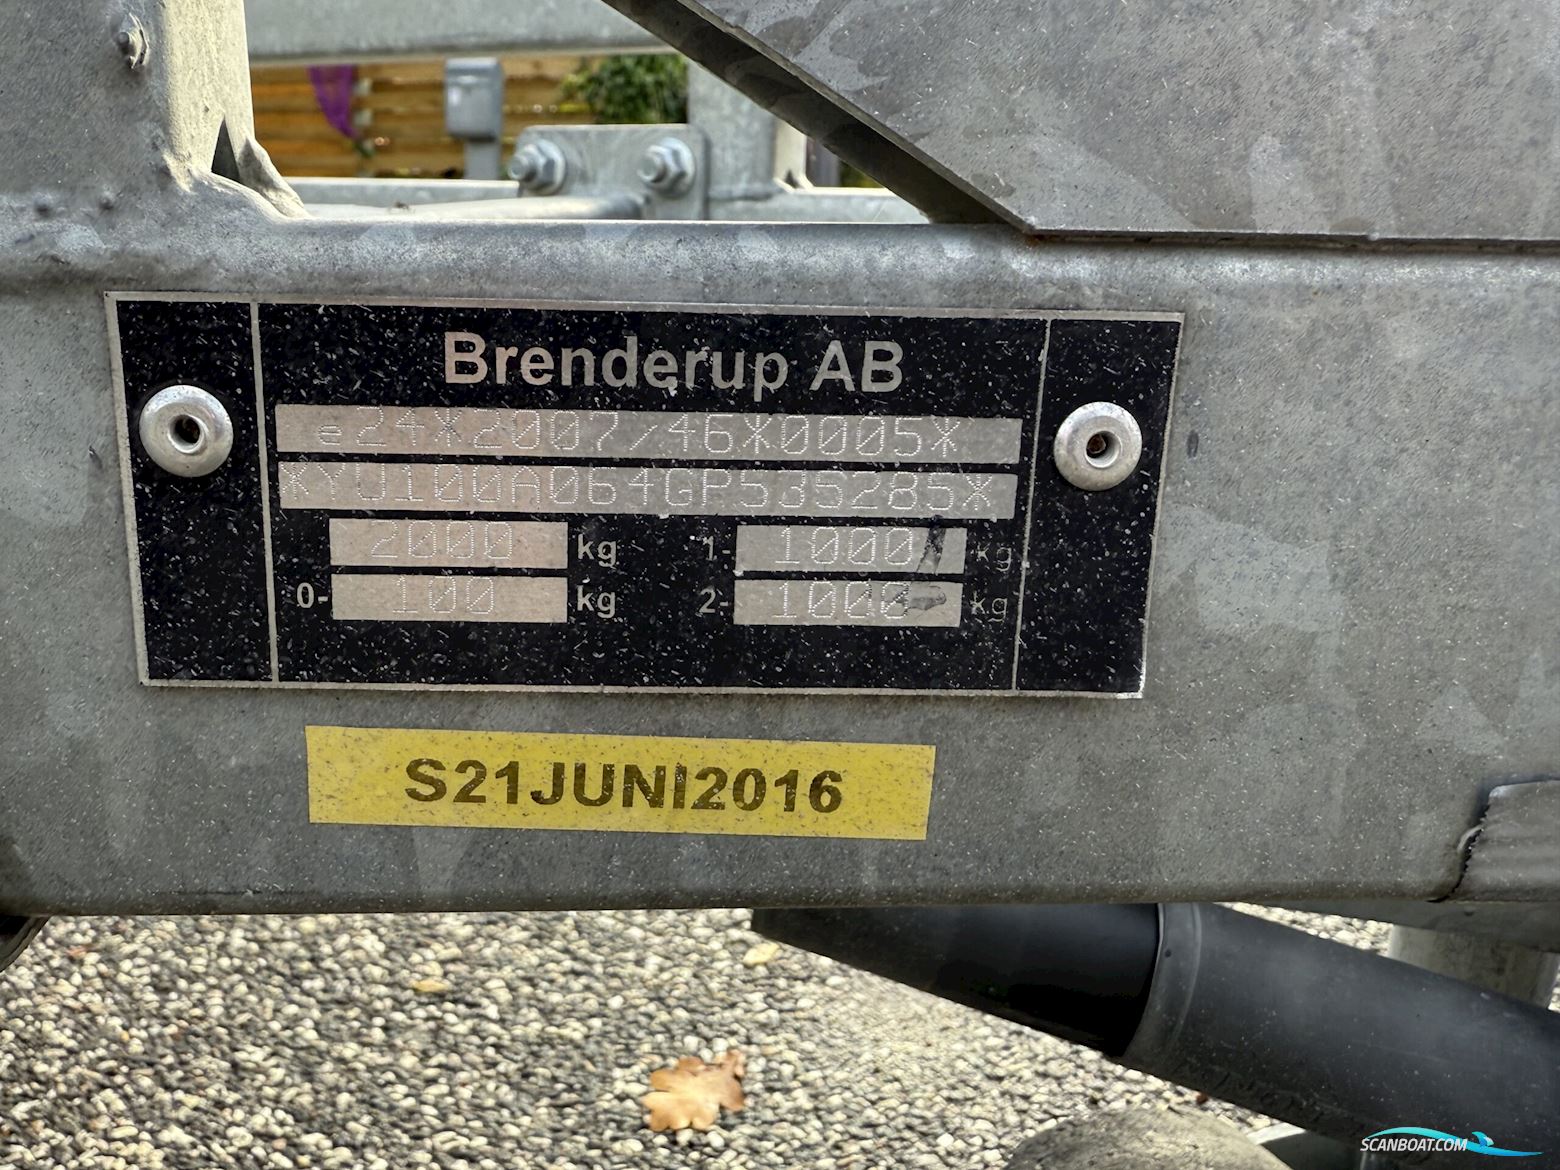 Brenderup AB
e24*2007/46*0005*
*YU100A064GP535285*
2000 kg 1- 1000 kg
0- 100 kg 2- 1000 kg
S21JUNI2016
SCANBOAT.COM